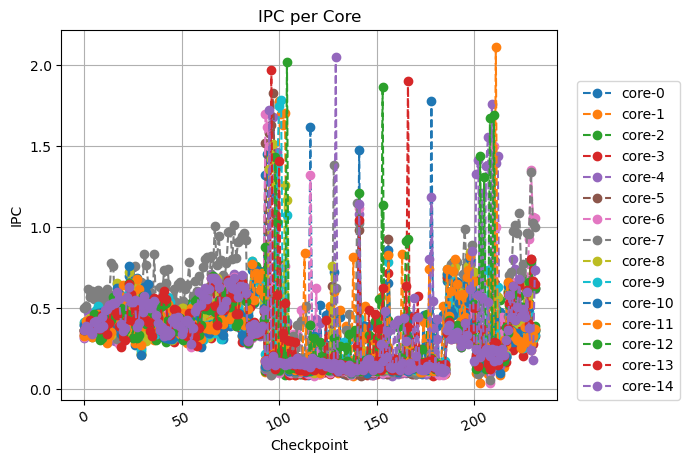 IPC per Core
IPC
2.0
1.5
1.0
0.5
0.0
0
50
100
150
200
Checkpoint
core-0
core-1
core-2
core-3
core-4
core-5
core-6
core-7
core-8
core-9
core-10
core-11
core-12
core-13
core-14